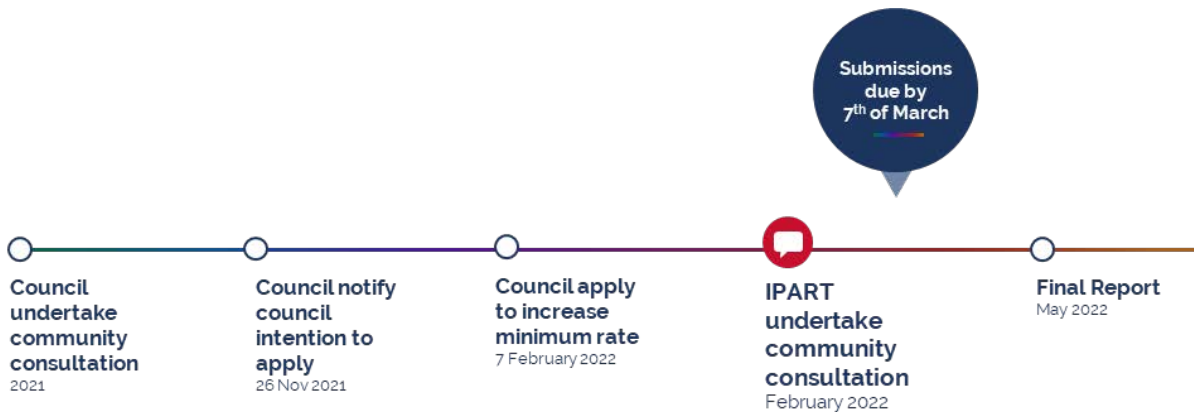 Submissions
due by
7th of March
Council
undertake
community
consultation
2021
Council notify
council
intention to
apply
26 Nov 2021
Council apply
to increase
minimum rate
7 February 2022
IPART
undertake
community
consultation
February 2022
Final Report
May 2022